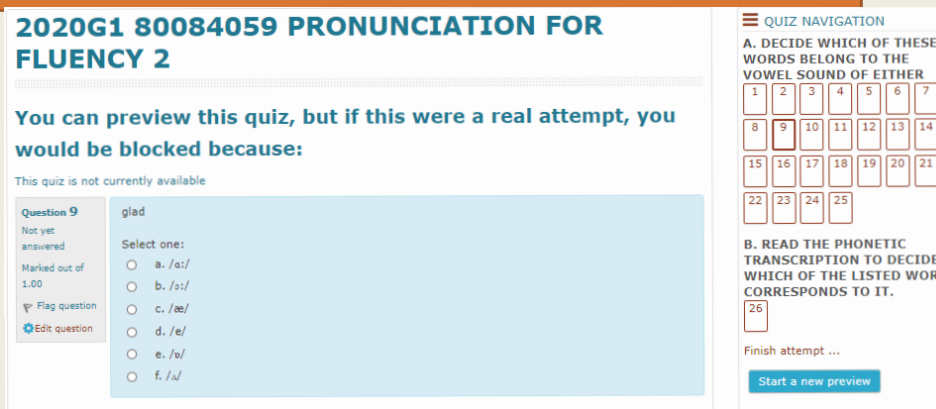 2020G1 80084059 PRONUNCIATION FOR
FLUENCY 2
You can preview this quiz, but if this were a real attempt, you
would be blocked because:
This quiz is not currently available
Question 9
Not yet
answered
Marked out of
1.00
Flag question
Edit question
glad
Select one:
a. /ɑ:/
b. /ɔ:/
c. /æ/
d. /e/
e. /ɒ/
f. /ʌ/
QUIZ NAVIGATION
A. DECIDE WHICH OF THESE
WORDS BELONG TO THE
VOWEL SOUND OF EITHER
1 2 3 4 5 6 7
8 9 10 11 12 13 14
15 16 17 18 19 20 21
22 23 24 25
B. READ THE PHONETIC
TRANSCRIPTION TO DECIDE
WHICH OF THE LISTED WOR
CORRESPONDS TO IT.
26
Finish attempt ...
Start a new preview